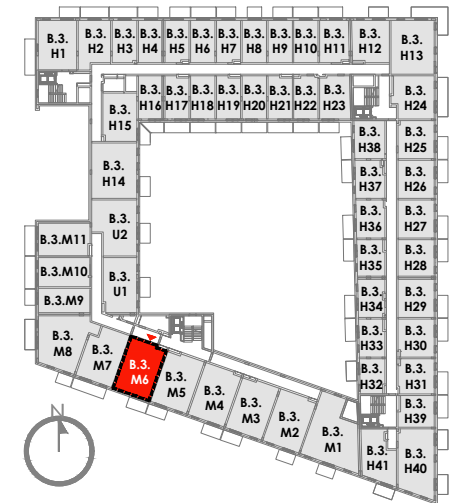 B.3.
H1
B.3.
H2
B.3.
H3
B.3.
H4
B.3.
H5
B.3.
H6
B.3.
H7
B.3.
H8
B.3.
H9
B.3.
H10
B.3.
H11
B.3.
H12
B.3.
H13
B.3.
H16
B.3.
H17
B.3.
H18
B.3.
H19
B.3.
H20
B.3.
H21
B.3.
H22
B.3.
H23
B.3.
H24
B.3.
H15
B.3.
H38
B.3.
H25
B.3.
H14
B.3.
H37
B.3.
H26
B.3.
U2
B.3.
H36
B.3.
H27
B.3.M11
B.3.
H35
B.3.
H28
B.3.M10
B.3.
U1
B.3.
H34
B.3.
H29
B.3.M9
B.3.
H33
B.3.
H30
B.3.
M8
B.3.
M7
B.3.
M6
B.3.
M5
B.3.
M4
B.3.
M3
B.3.
M2
B.3.
M1
B.3.
H32
B.3.
H31
B.3.
H39
B.3.
H41
B.3.
H40
N